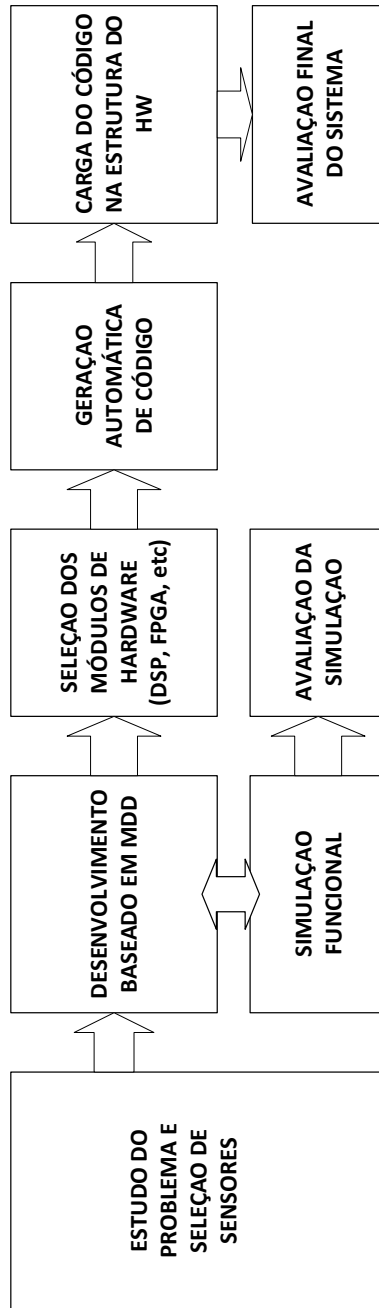 ESTUDO DO
PROBLEMA E
SELEÇAO DE
SENSORES
DESENVOLVIMENTO
BASEADO EM MDD
SIMULAÇAO
FUNCIONAL
SELEÇAO DOS
MÓDULOS DE
HARDWARE
(DSP, FPGA, etc)
AVALIAÇAO DA
SIMULAÇAO
GERAÇAO
AUTOMÁTICA
DE CÓDIGO
CARGA DO CÓDIGO
NA ESTRUTURA DO
HW
AVALIAÇAO FINAL
DO SISTEMA